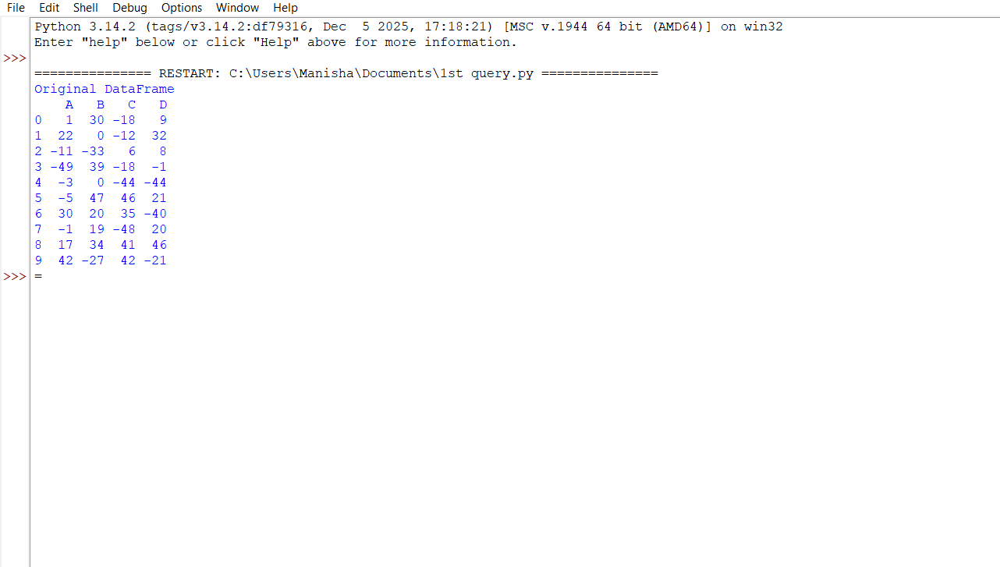 File Edit Shell Debug Options Window Help
Python 3.14.2 (tags/v3.14.2:df79316, Dec  5 2025, 17:18:21) [MSC v.1944 64 bit (AMD64)] on win32
Enter "help" below or click "Help" above for more information.
>>>
=============== RESTART: C:\Users\Manisha\Documents\1st query.py ===============
Original DataFrame
    A   B   C   D
0   1  30 -18   9
1  22   0 -12  32
2 -11 -33   6   8
3 -49  39 -18  -1
4  -3   0 -44 -44
5  -5  47  46  21
6  30  20  35 -40
7  -1  19 -48  20
8  17  34  41  46
9  42 -27  42 -21
>>> =